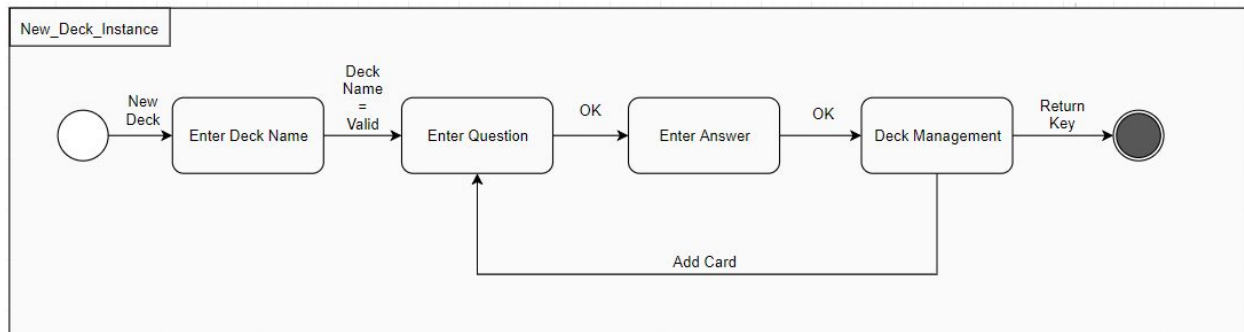 New_Deck_Instance
New
Deck
Enter Deck Name
Deck
Name
=
Valid
Enter Question
OK
Enter Answer
OK
Deck Management
Return
Key
Add Card